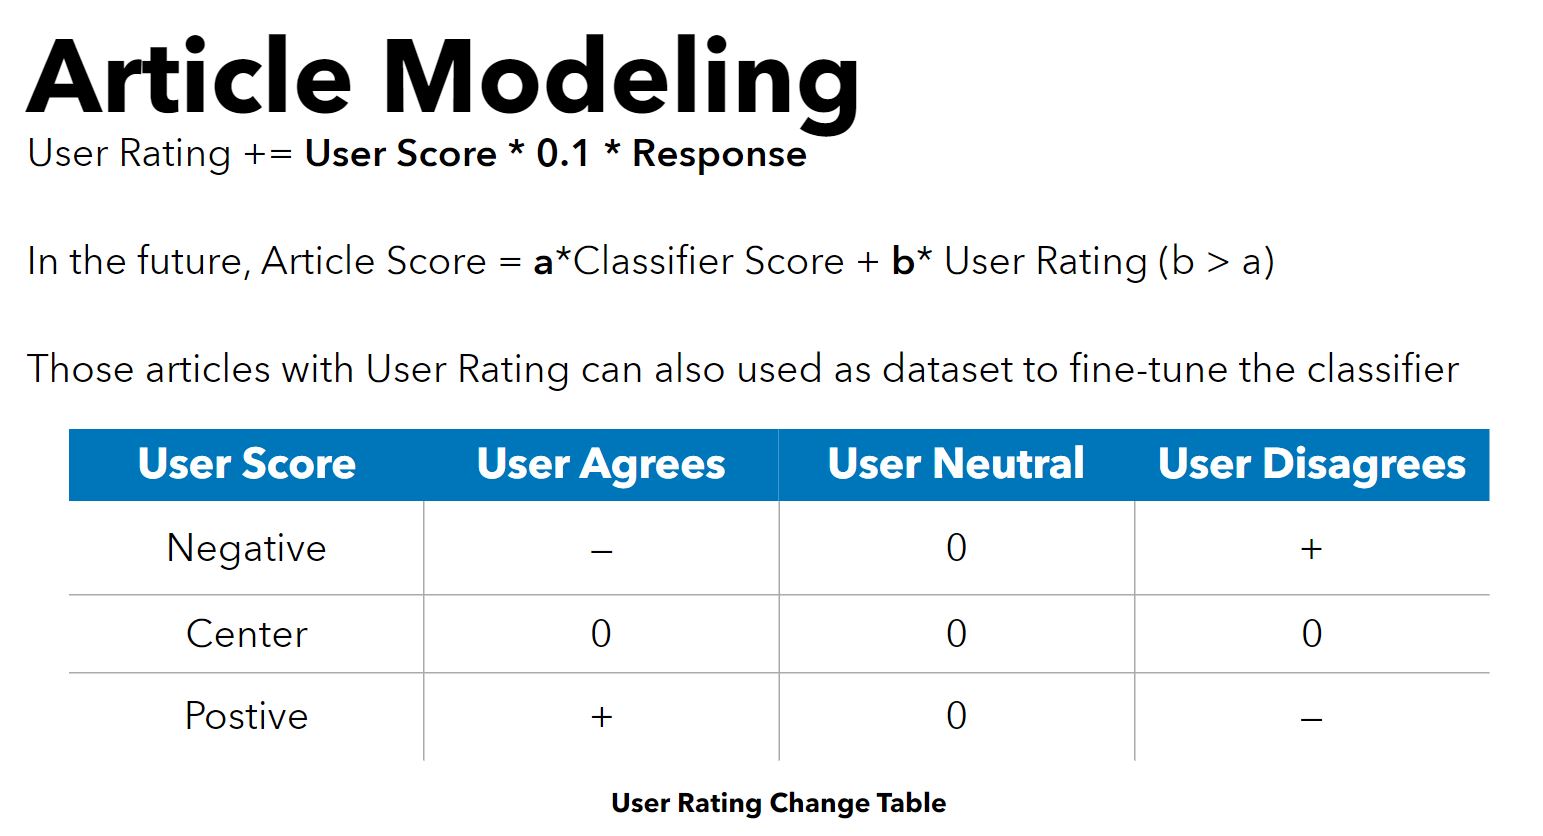 Article Modeling
User Rating += User Score * 0.1 * Response
In the future, Article Score = a*Classifier Score + b* User Rating (b > a)
Those articles with User Rating can also used as dataset to fine-tune the classifier
User Score User Agrees User Neutral User Disagrees
Negative – 0 +
Center 0 0 0
Postive + 0 –
User Rating Change Table